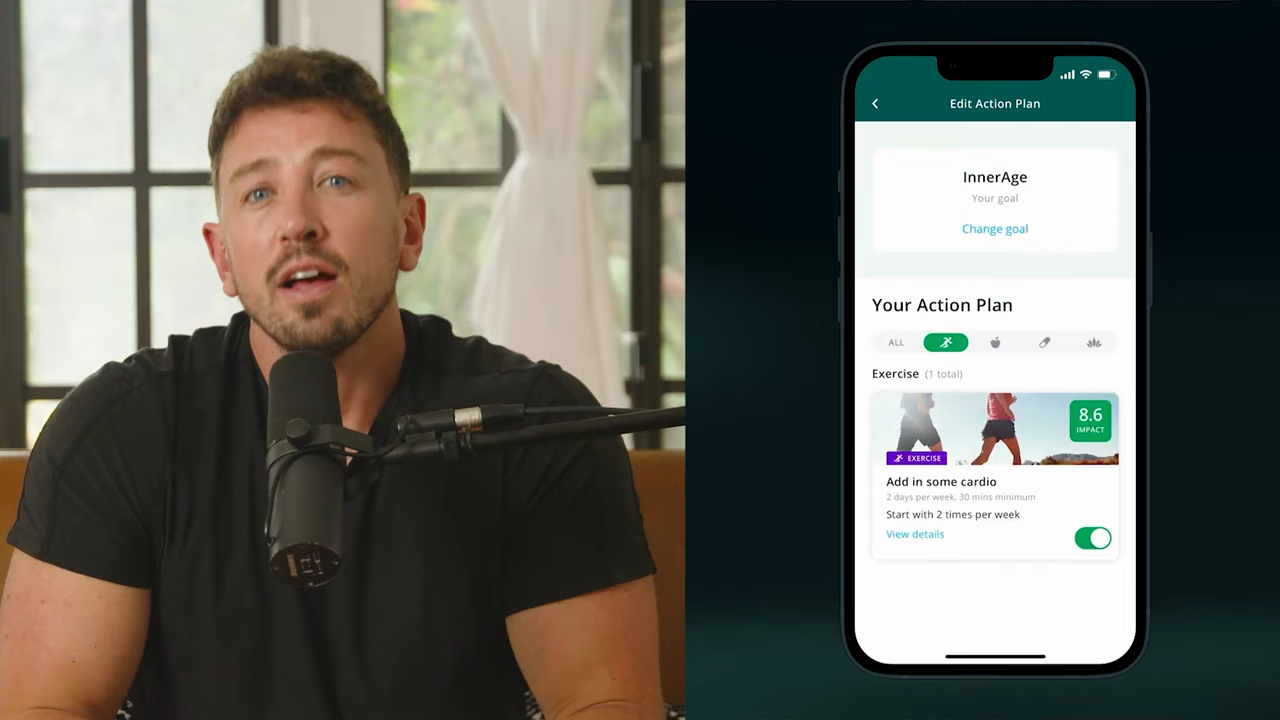 Edit Action Plan
InnerAge
Your goal
Change goal
Your Action Plan
ALL
Exercise (1 total)
8.6
IMPACT
EXERCISE
Add in some cardio
2 days per week, 30 mins minimum
Start with 2 times per week
View details